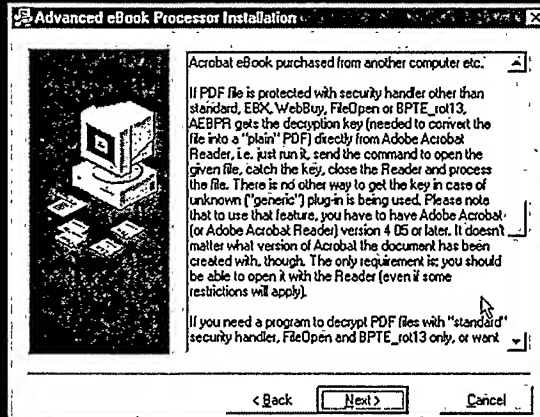 Advanced eBook Processor Installation
Acrobat eBook purchased from another computer etc.
If PDF file is protected with security handler other than
standard, EBX, WebBuy, FileOpen or BPTE_rot13,
AEBPR gets the decryption key (needed to convert the
file into a "plain" PDF) directly from Adobe Acrobat
Reader, i.e. just run it, send the command to open the
given file, catch the key, close the Reader and process
the file. There is no other way to get the key in case of
unknown ("generic") plug-in is being used. Please note
that to use that feature, you have to have Adobe Acrobat
(or Adobe Acrobat Reader) version 4.05 or later. It doesn't
matter what version of Acrobat the document has been
created with, though. The only requirement is: you should
be able to open it with the Reader (even if some
restrictions will apply).
If you need a program to decrypt PDF files with "standard"
security handler, FileOpen and BPTE_rot13 only, or want
< Back
Next >
Cancel